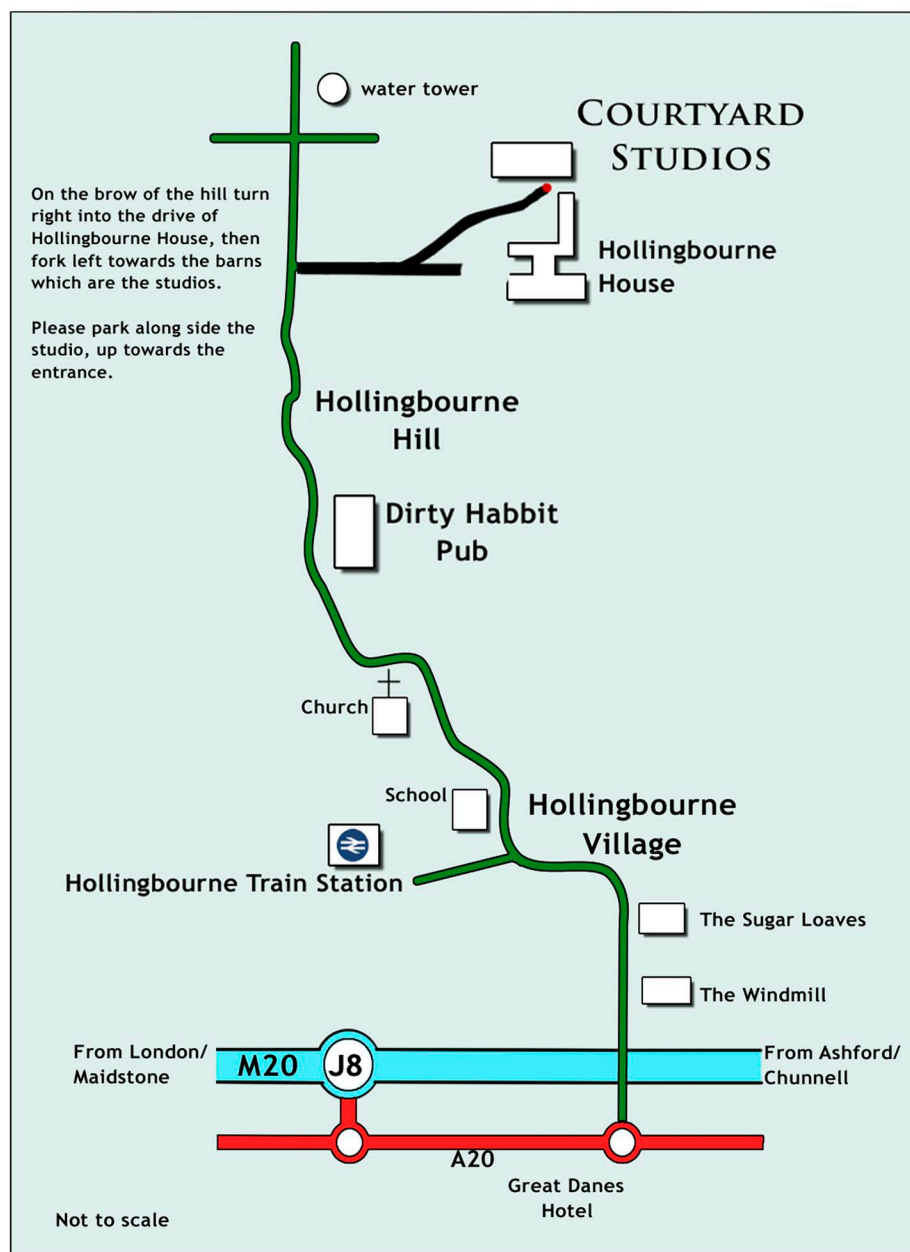 water tower
COURTYARD
STUDIOS
On the brow of the hill turn
right into the drive of
Hollingbourne House, then
fork left towards the barns
which are the studios.
Please park along side the
studio, up towards the
entrance.
Hollingbourne
House
Hollingbourne
Hill
Dirty Habbit
Pub
Church
School
Hollingbourne
Village
Hollingbourne Train Station
The Sugar Loaves
The Windmill
From London/
Maidstone
M20
J8
From Ashford/
Chunnell
A20
Great Danes
Hotel
Not to scale